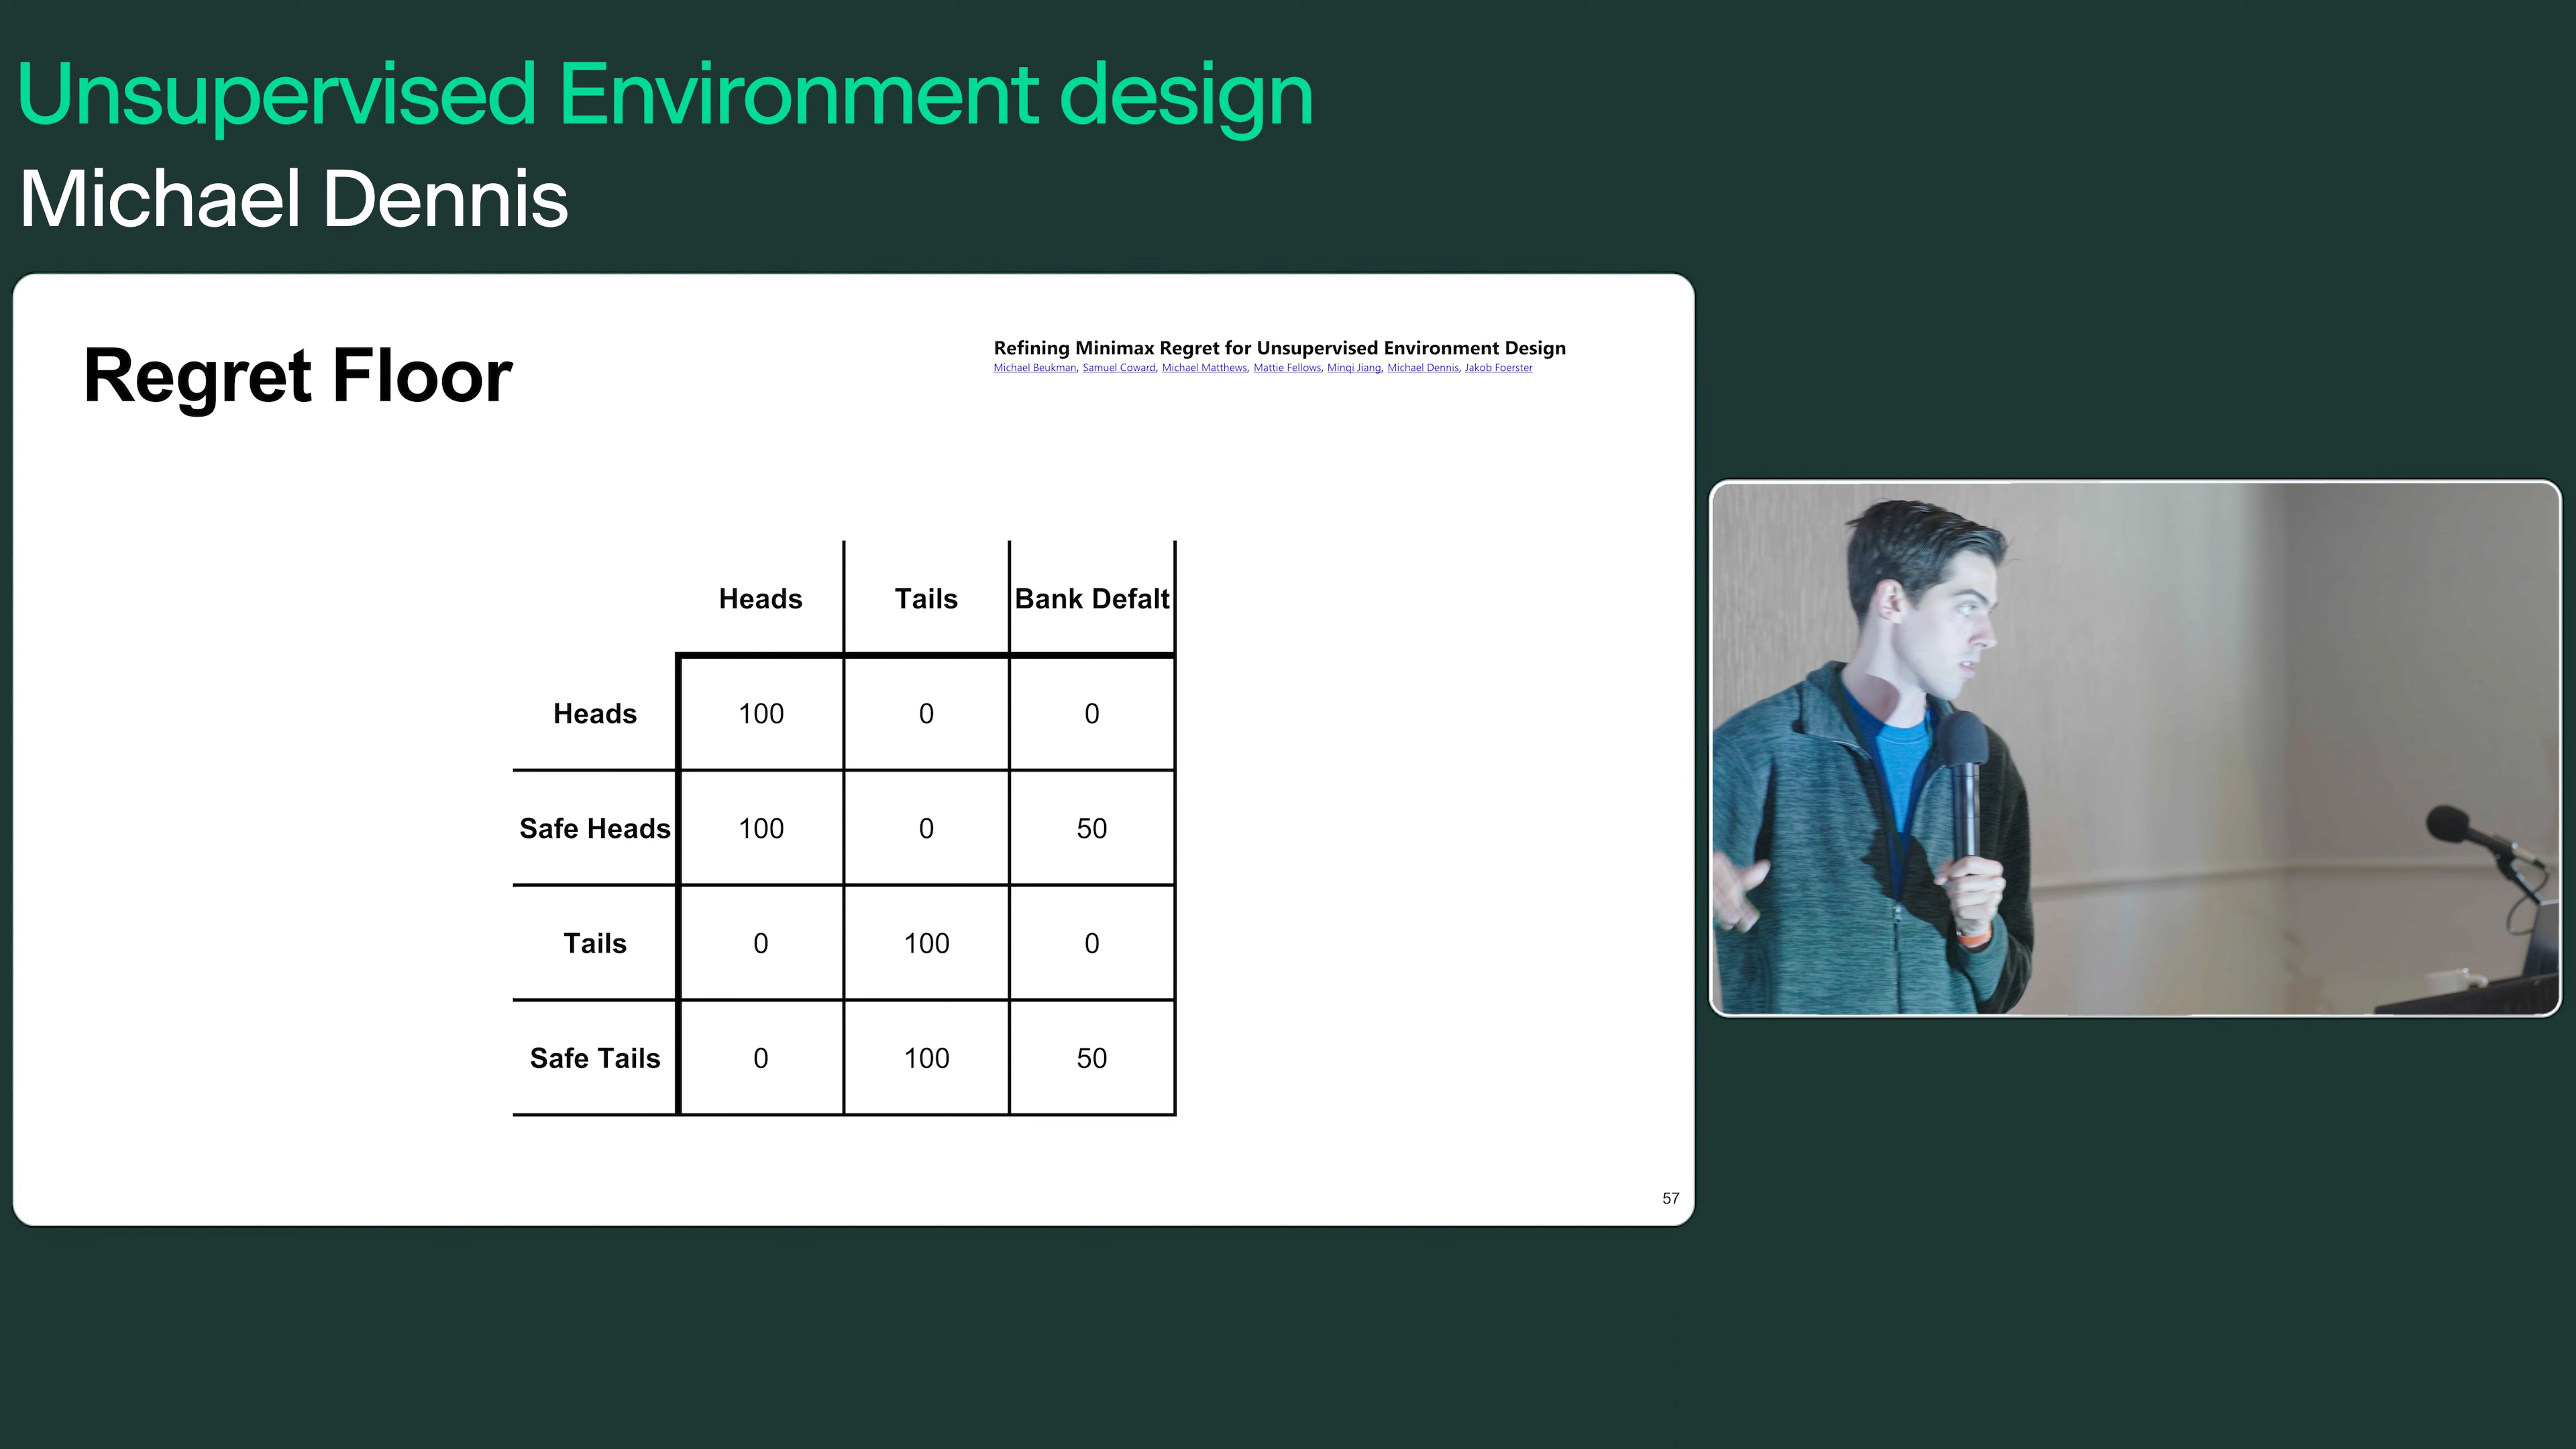 Unsupervised Environment design
Michael Dennis
Regret Floor
Refining Minimax Regret for Unsupervised Environment Design
Michael Beukman, Samuel Coward, Michael Matthews, Mattie Fellows, Minqi Jiang, Michael Dennis, Jakob Foerster
Heads Tails Bank Defalt
Heads 100 0 0
Safe Heads 100 0 50
Tails 0 100 0
Safe Tails 0 100 50
57